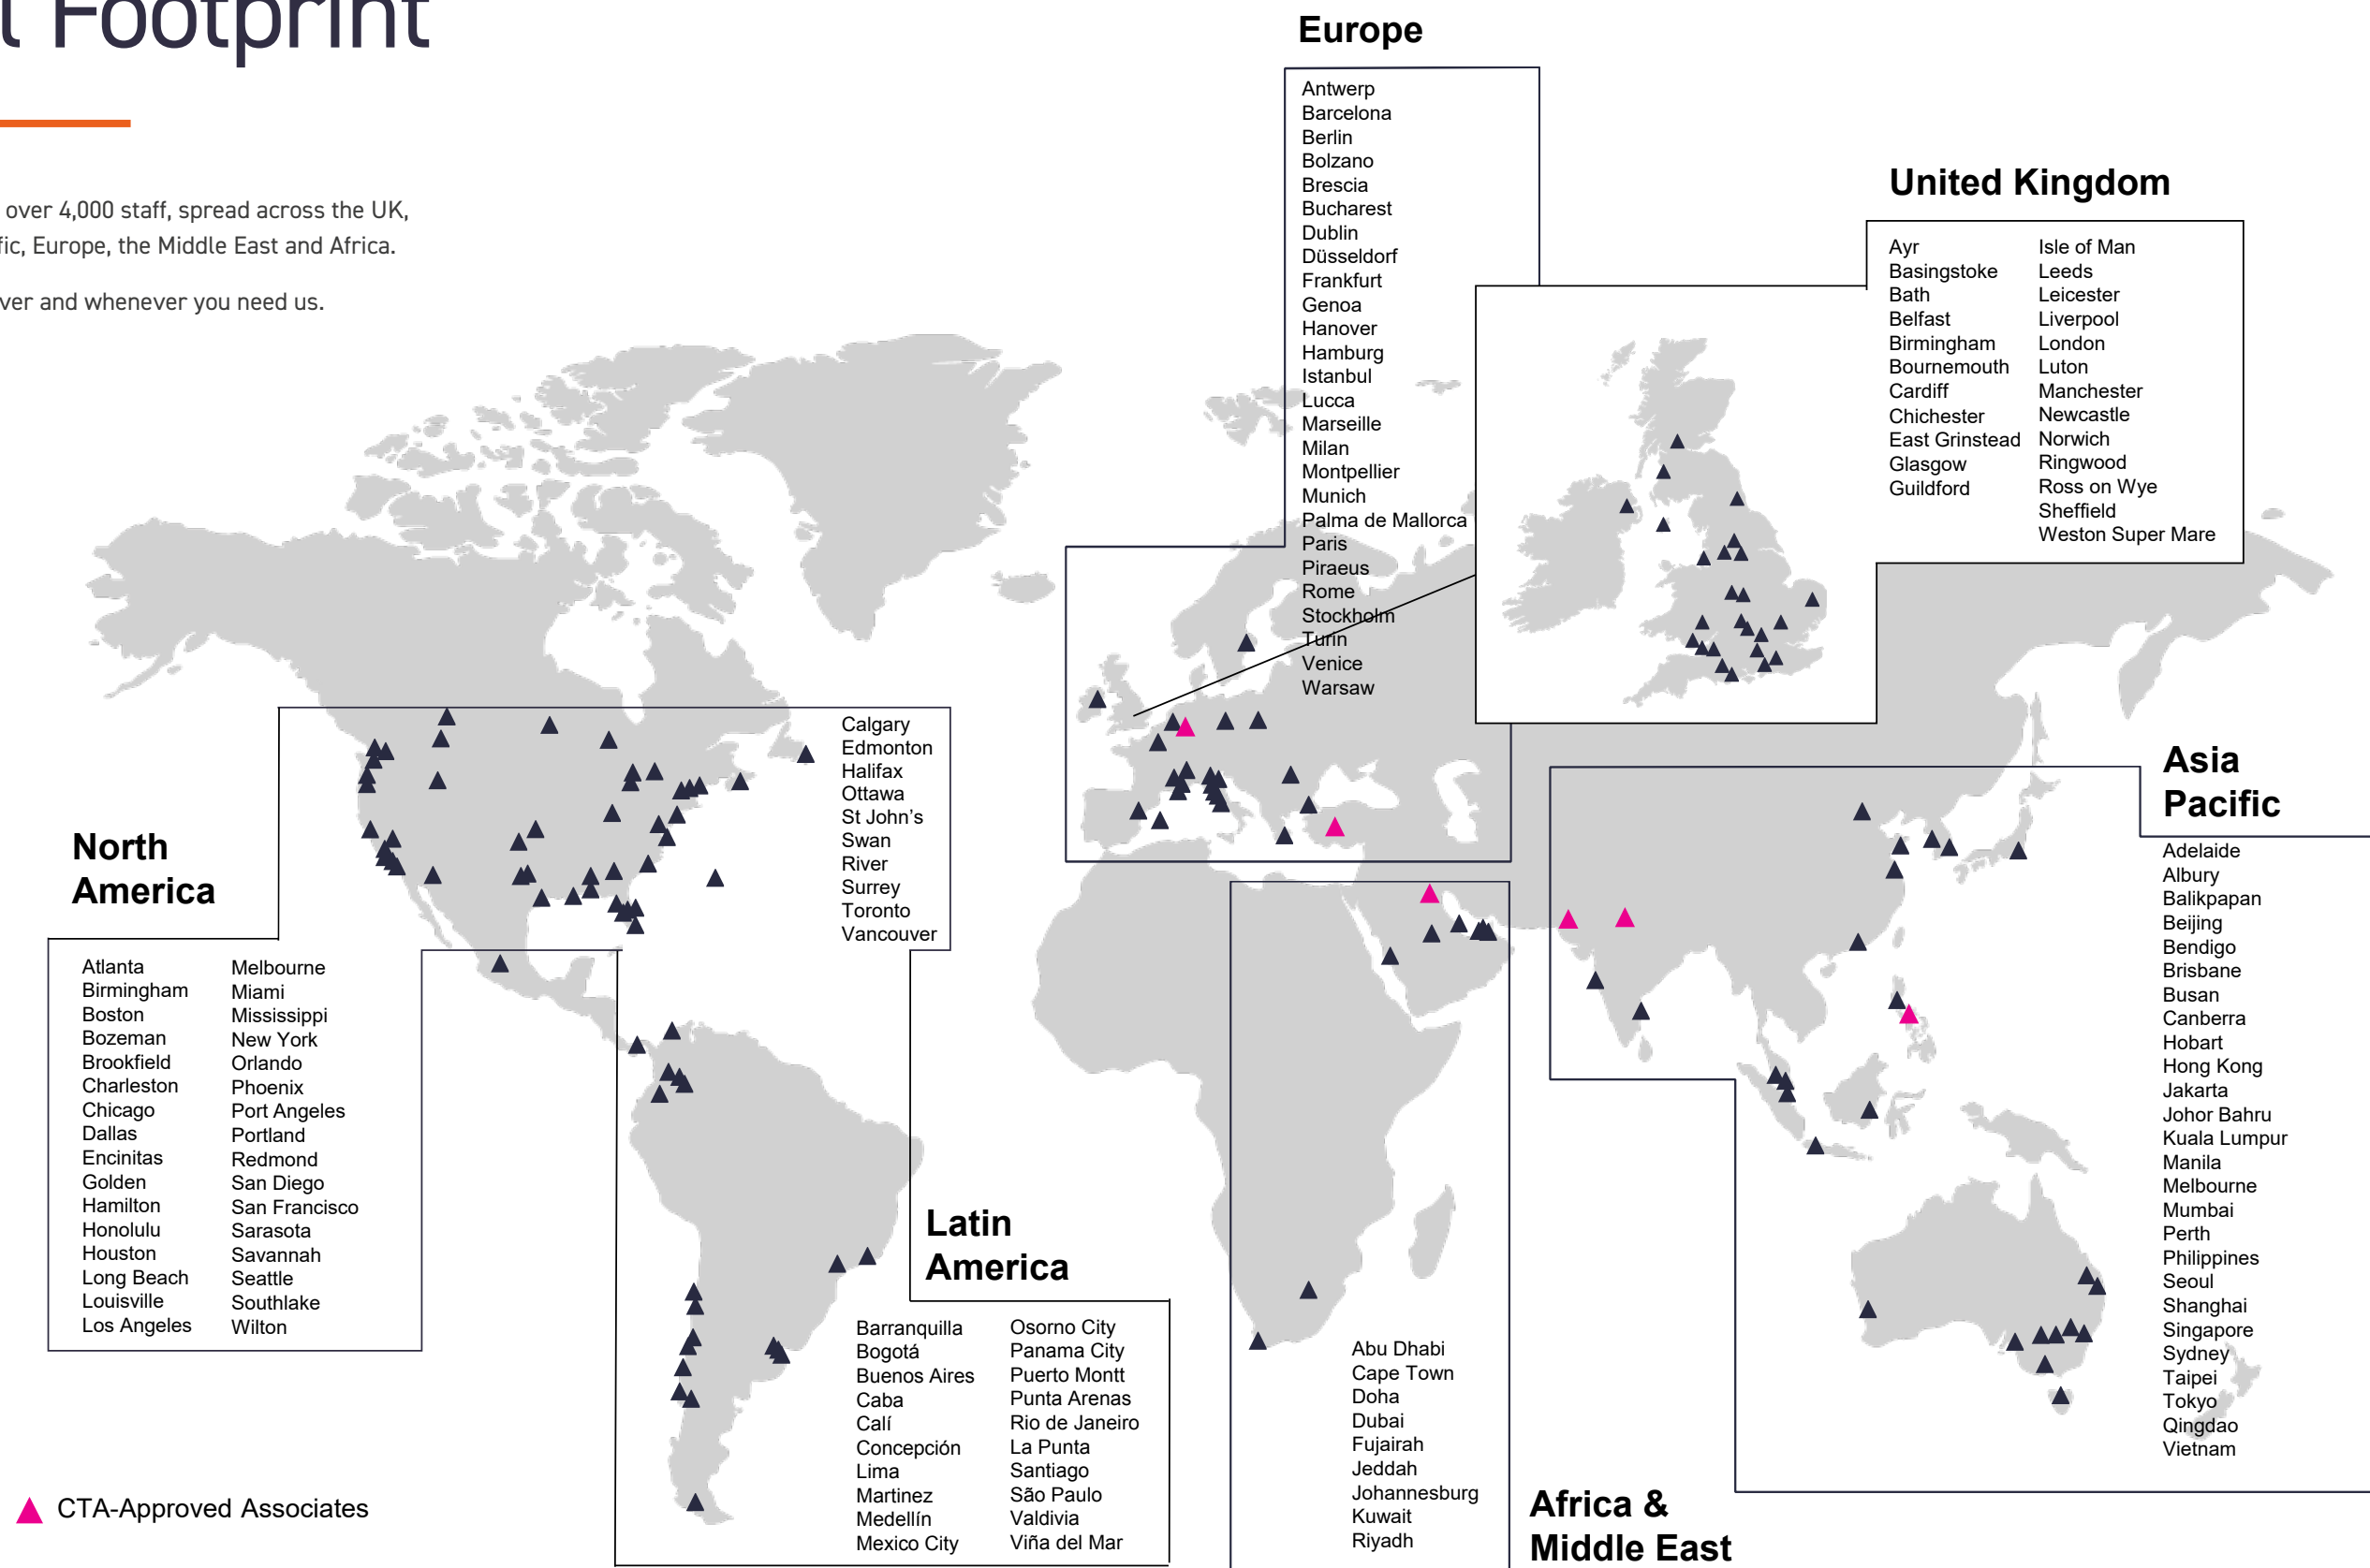 l Footprint
over 4,000 staff, spread across the UK,
fic, Europe, the Middle East and Africa.
ver and whenever you need us.
Europe
Antwerp
Barcelona
Berlin
Bolzano
Brescia
Bucharest
Dublin
Düsseldorf
Frankfurt
Genoa
Hanover
Hamburg
Istanbul
Lucca
Marseille
Milan
Montpellier
Munich
Palma de Mallorca
Paris
Piraeus
Rome
Stockholm
Turin
Venice
Warsaw
United Kingdom
Ayr
Basingstoke
Bath
Belfast
Birmingham
Bournemouth
Cardiff
Chichester
East Grinstead
Glasgow
Guildford
Isle of Man
Leeds
Leicester
Liverpool
London
Luton
Manchester
Newcastle
Norwich
Ringwood
Ross on Wye
Sheffield
Weston Super Mare
North
America
Calgary
Edmonton
Halifax
Ottawa
St John’s
Swan
River
Surrey
Toronto
Vancouver
Atlanta
Birmingham
Boston
Bozeman
Brookfield
Charleston
Chicago
Dallas
Encinitas
Golden
Hamilton
Honolulu
Houston
Long Beach
Louisville
Los Angeles
Melbourne
Miami
Mississippi
New York
Orlando
Phoenix
Port Angeles
Portland
Redmond
San Diego
San Francisco
Sarasota
Savannah
Seattle
Southlake
Wilton
Latin
America
Barranquilla
Bogotá
Buenos Aires
Caba
Calí
Concepción
Lima
Martinez
Medellín
Mexico City
Osorno City
Panama City
Puerto Montt
Punta Arenas
Rio de Janeiro
La Punta
Santiago
São Paulo
Valdivia
Viña del Mar
Africa &
Middle East
Abu Dhabi
Cape Town
Doha
Dubai
Fujairah
Jeddah
Johannesburg
Kuwait
Riyadh
Asia
Pacific
Adelaide
Albury
Balikpapan
Beijing
Bendigo
Brisbane
Busan
Canberra
Hobart
Hong Kong
Jakarta
Johor Bahru
Kuala Lumpur
Manila
Melbourne
Mumbai
Perth
Philippines
Seoul
Shanghai
Singapore
Sydney
Taipei
Tokyo
Qingdao
Vietnam
CTA-Approved Associates